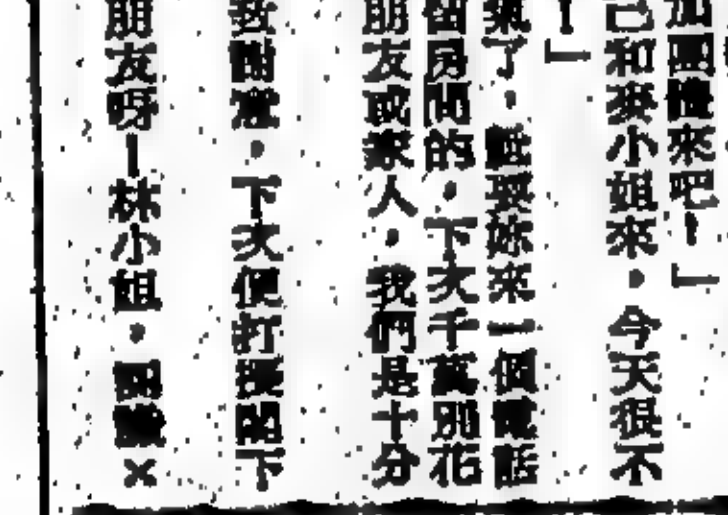 加團機來吧！」
己和麥小姐來，今天很不
！」
氣了，祗要妳來一個電話
留房間的，下次千萬別花
朋友或家人，我們是十分
致謝意，下次便打擾閣下
朋友呀！林小姐，團×